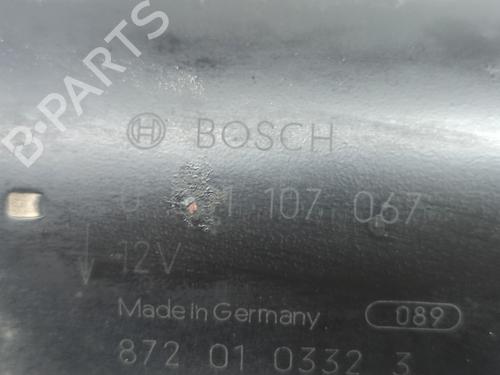 B-PARTS
BOSCH
1 107 067
12V
Made in Germany
089
872 01 0332 3